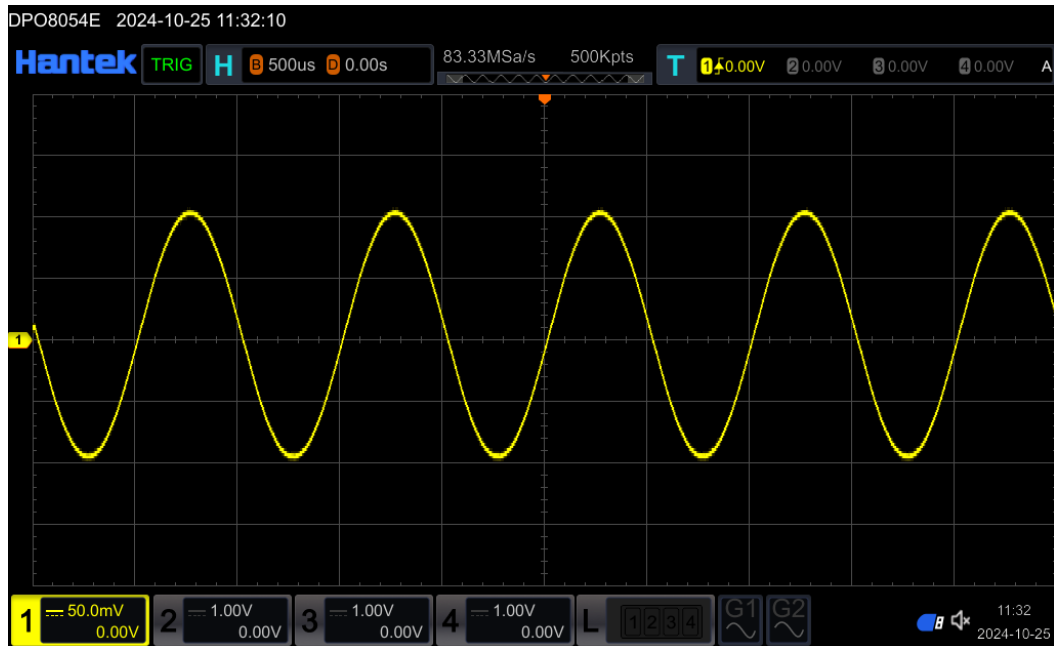 DPO8054E 2024-10-25 11:32:10
Hantek TRIG H B 500us D 0.00s 83.33MSa/s 500Kpts T 1 0.00V 2 0.00V 3 0.00V 4 0.00V A
1
1 50.0mV 2 1.00V 3 1.00V 4 1.00V L 1 2 3 4 G1 G2 11:32
0.00V 0.00V 0.00V 0.00V 2024-10-25